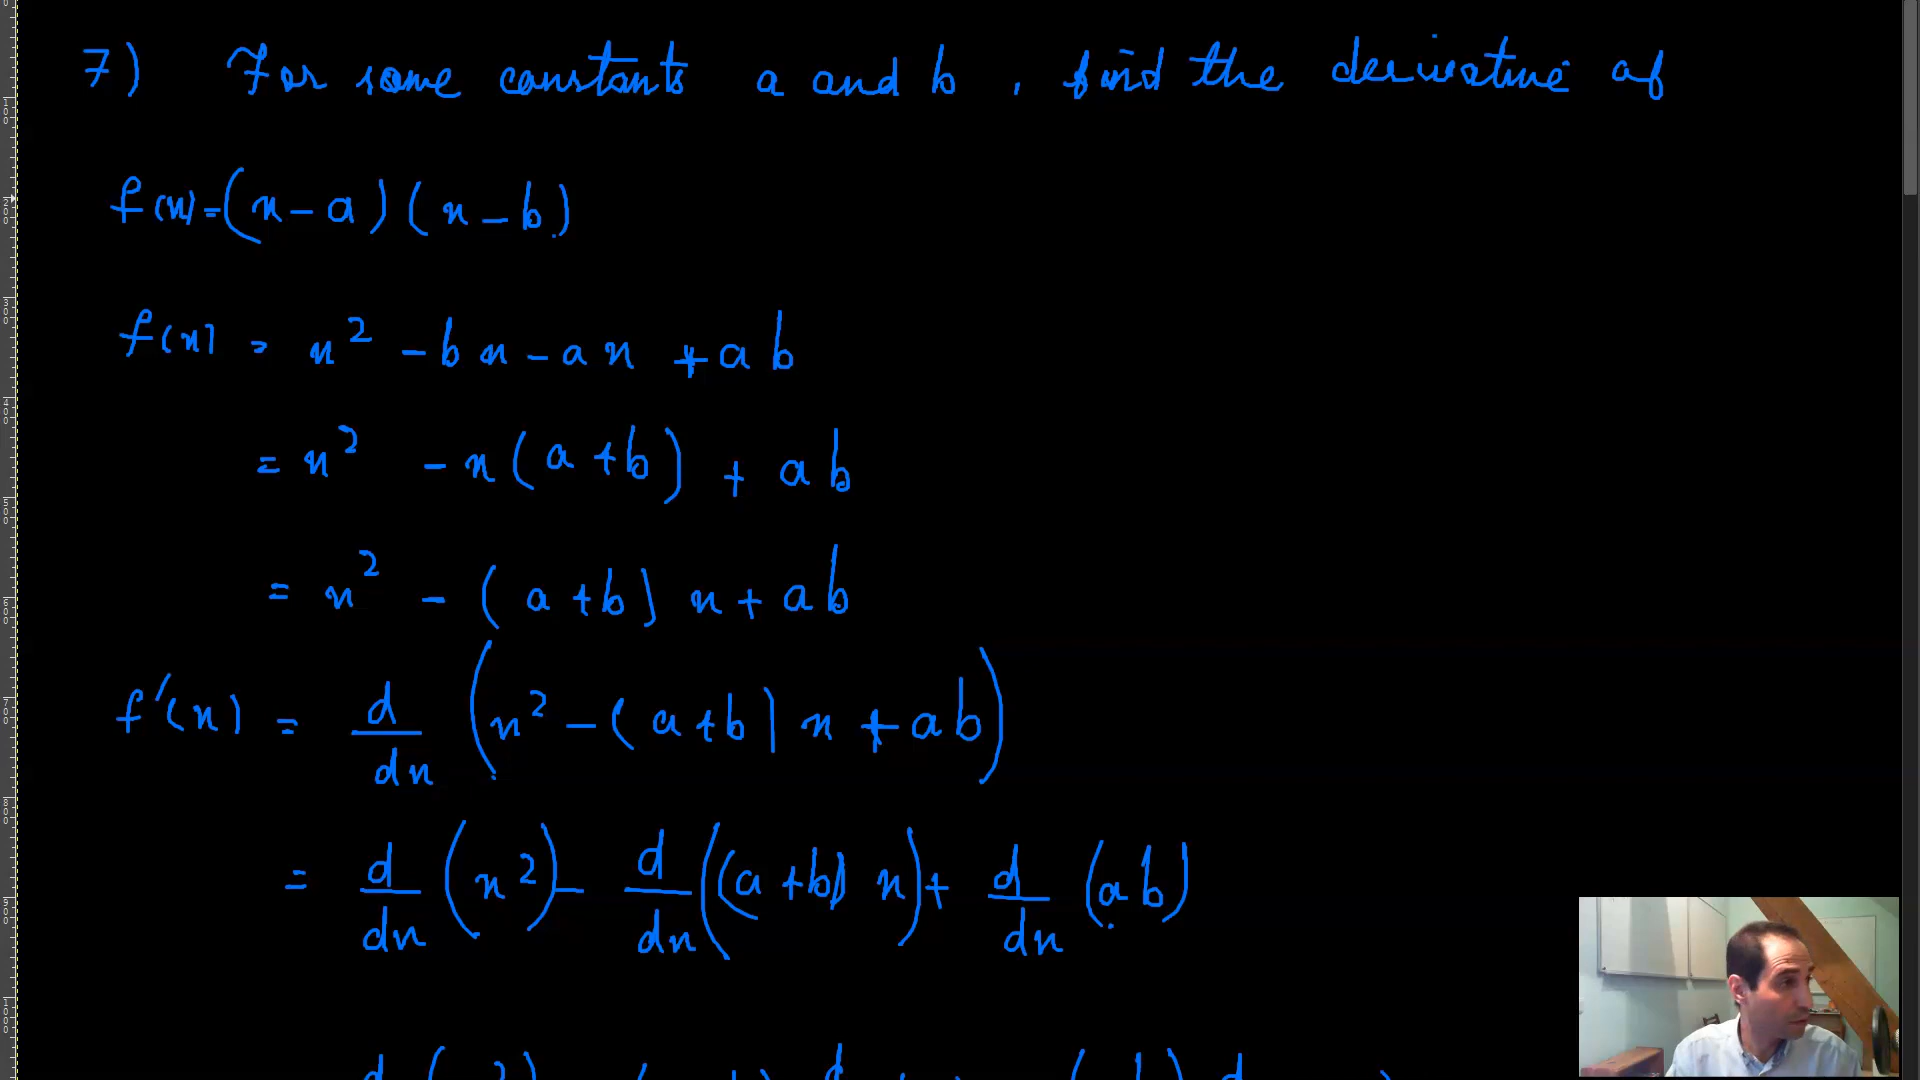 7) For some constants a and b, find the derivative of
f(x) = (x - a)(x - b)
f(x) = x² - bx - ax + ab
= x² - x(a+b) + ab
= x² - (a+b) x + ab
f'(x) = d/dx (x² - (a+b) x + ab)
= d/dx (x²) - d/dx ((a+b) x) + d/dx (ab)